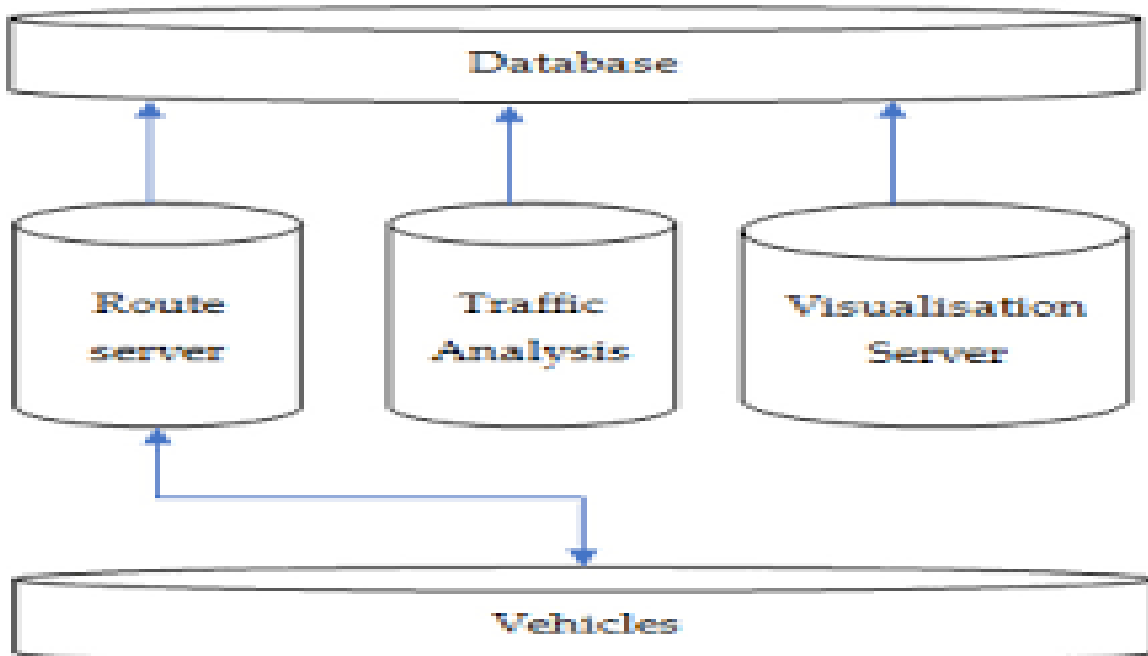 Database
Route
server
Traffic
Analysis
Visualisation
Server
Vehicles